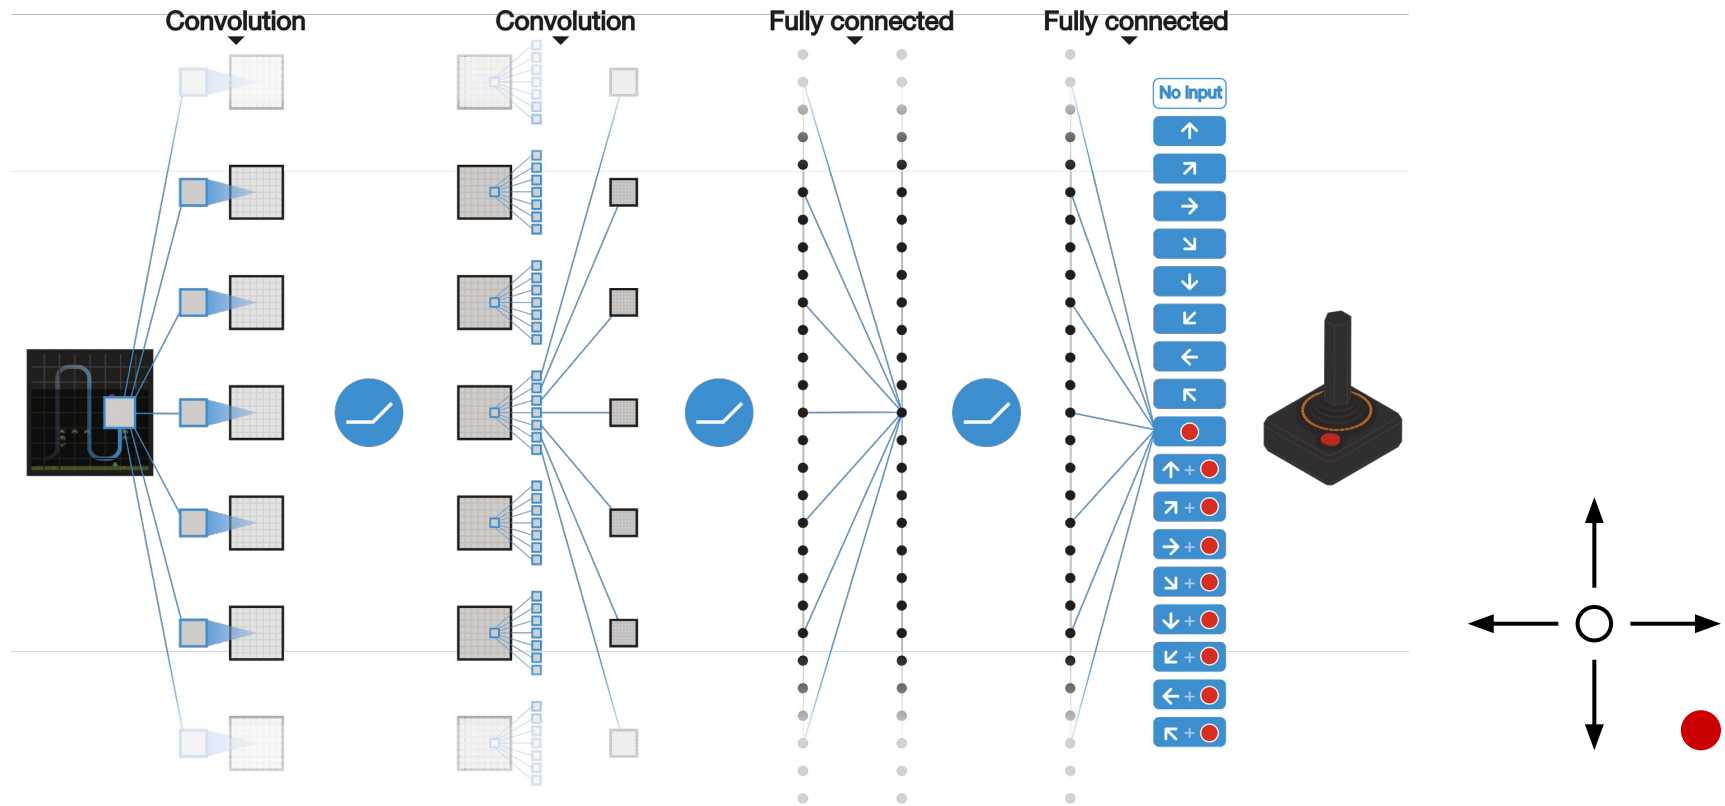 Convolution
Convolution
Fully connected
Fully connected
No input
+
+
+
+
+
+
+
+